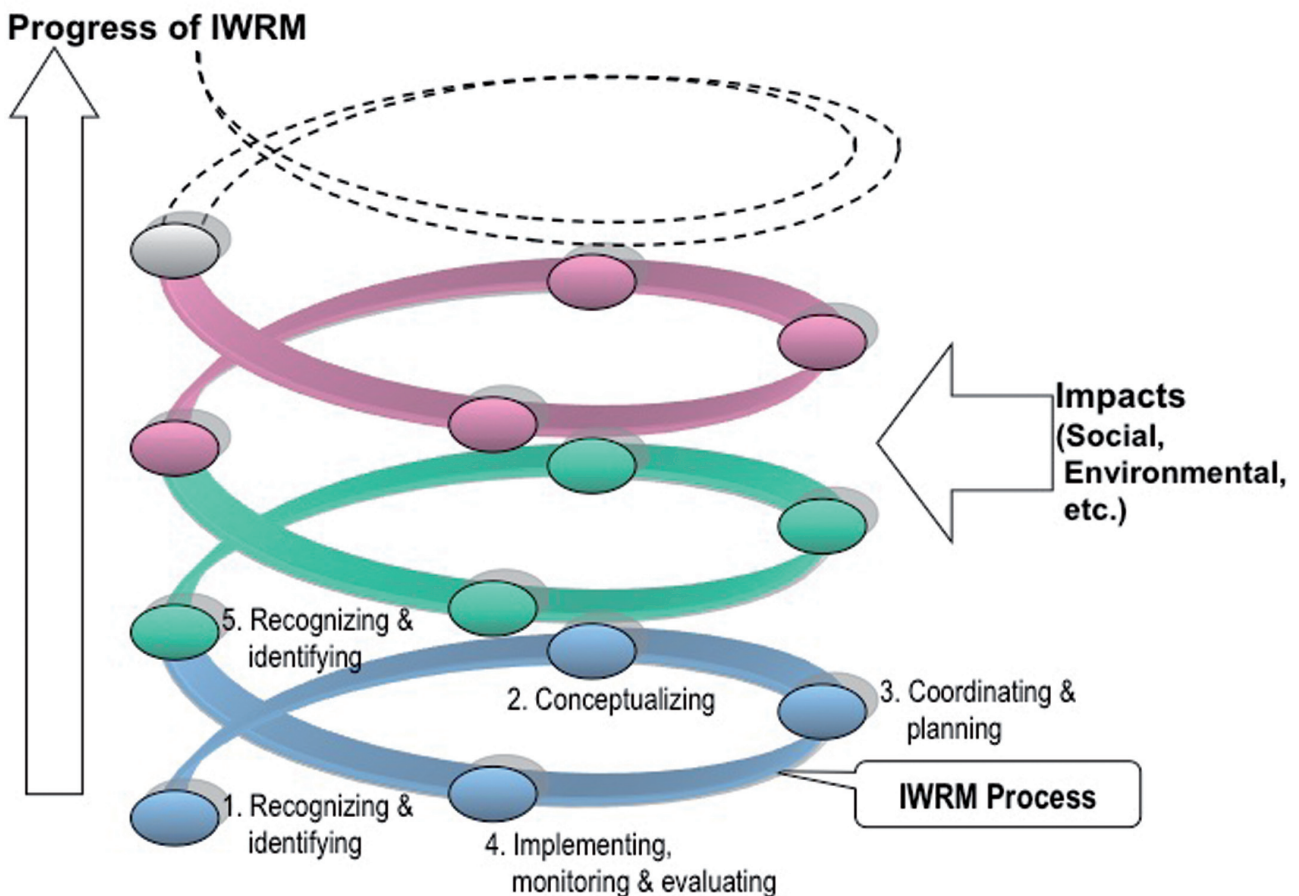 Progress of IWRM
Impacts
(Social,
Environmental,
etc.)
5. Recognizing &
identifying
2. Conceptualizing
3. Coordinating &
planning
IWRM Process
1. Recognizing &
identifying
4. Implementing,
monitoring & evaluating